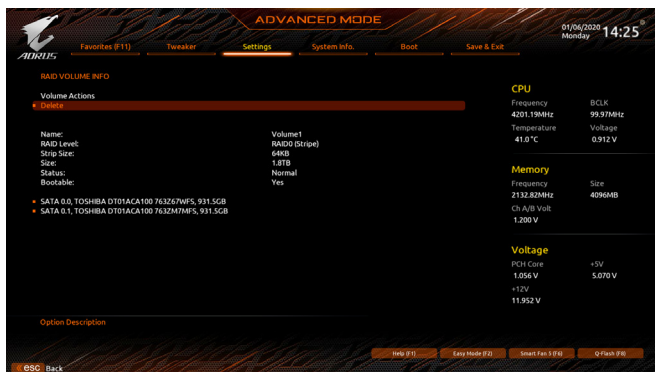 ADVANCED MODE
01/06/2020 Monday 14:25
AORUS
Favorites (F11) Tweaker Settings System Info. Boot Save & Exit
RAID VOLUME INFO
Volume Actions
Delete
Name: Volume1
RAID Level: RAID0 (Stripe)
Strip Size: 64KB
Size: 1.8TB
Status: Normal
Bootable: Yes
SATA 0.0, TOSHIBA DT01ACA100 763Z67WFS, 931.5GB
SATA 0.1, TOSHIBA DT01ACA100 763ZM7MFS, 931.5GB
CPU
Frequency BCLK
4201.19MHz 99.97MHz
Temperature Voltage
41.0 °C 0.912 V
Memory
Frequency Size
2132.82MHz 4096MB
Ch A/B Volt
1.200 V
Voltage
PCH Core +5V
1.056 V 5.070 V
+12V
11.952 V
Option Description
Help (F1) Easy Mode (F2) Smart Fan 5 (F6) Q-Flash (F8)
esc Back